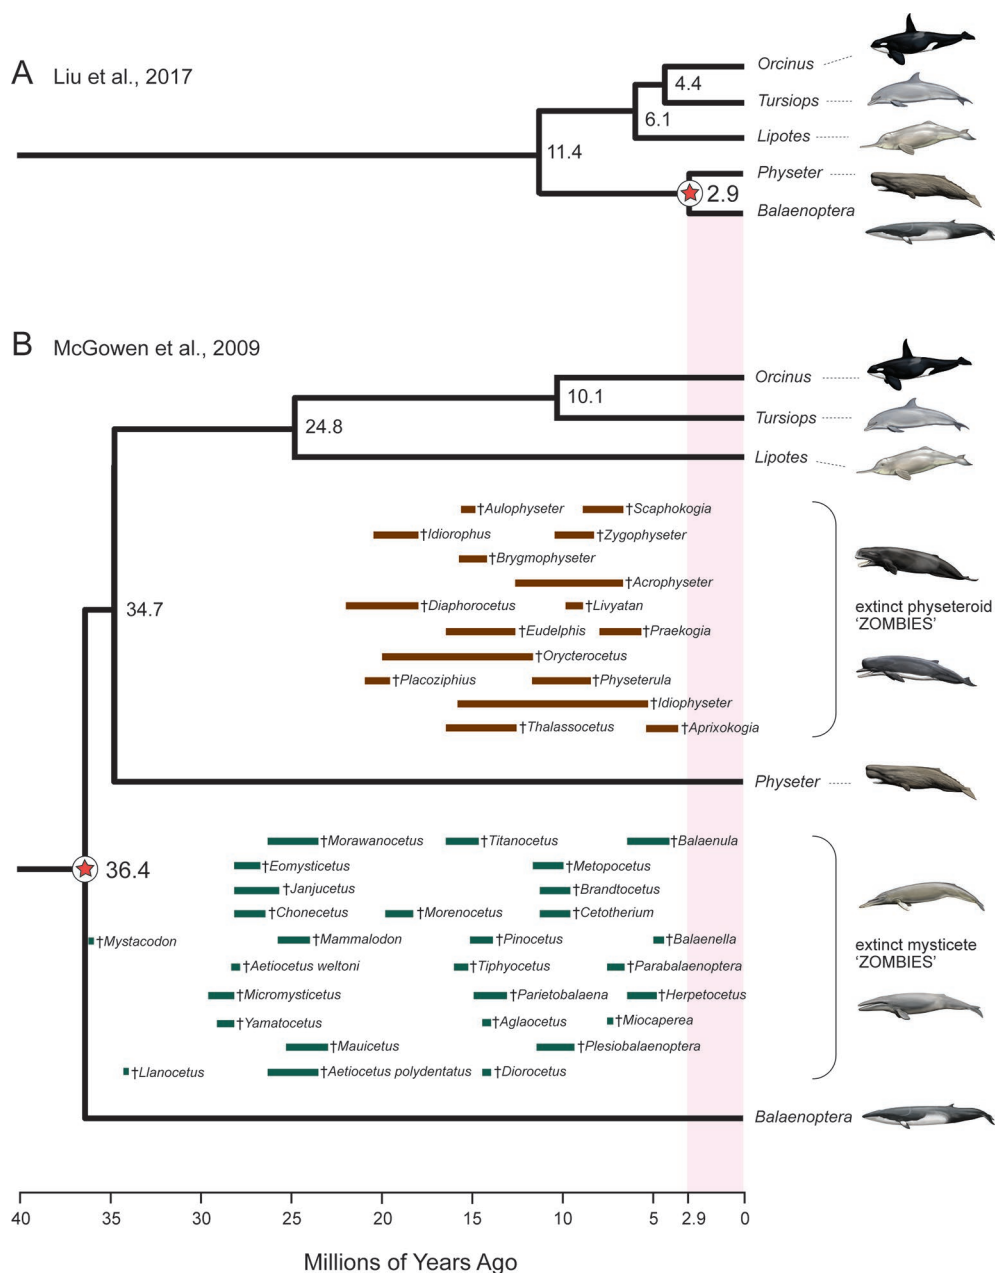 A Liu et al., 2017
Orcinus
4.4
Tursiops
6.1
Lipotes
11.4
Physeter
2.9
Balaenoptera
B McGowen et al., 2009
Orcinus
10.1
Tursiops
24.8
Lipotes
†Aulophyseter †Scaphokogia
†Idiorophus †Zygophyseter
†Brygmophyseter
†Acrophyseter
†Diaphorocetus †Livyatan
†Eudelphis †Praekogia
†Orycterocetus
†Placoziphius †Physeterula
†Idiophyseter
†Thalassocetus †Aprixokogia
extinct physeteroid
‘ZOMBIES’
34.7
Physeter
†Morawanocetus †Titanocetus †Balaenula
†Eomysticetus †Metopocetus
36.4
†Janjucetus †Brandtocetus
†Chonecetus †Morenocetus †Cetotherium
†Mystacodon †Mammalodon †Pinocetus †Balaenella
†Aetiocetus weltoni †Tiphyocetus †Parabalaenoptera
†Micromysticetus †Parietobalaena †Herpetocetus
†Yamatocetus †Aglaocetus †Miocaperea
†Mauicetus †Plesiobalaenoptera
†Llanocetus †Aetiocetus polydentatus †Diorocetus
extinct mysticete
‘ZOMBIES’
Balaenoptera
40 35 30 25 20 15 10 5 2.9 0
Millions of Years Ago